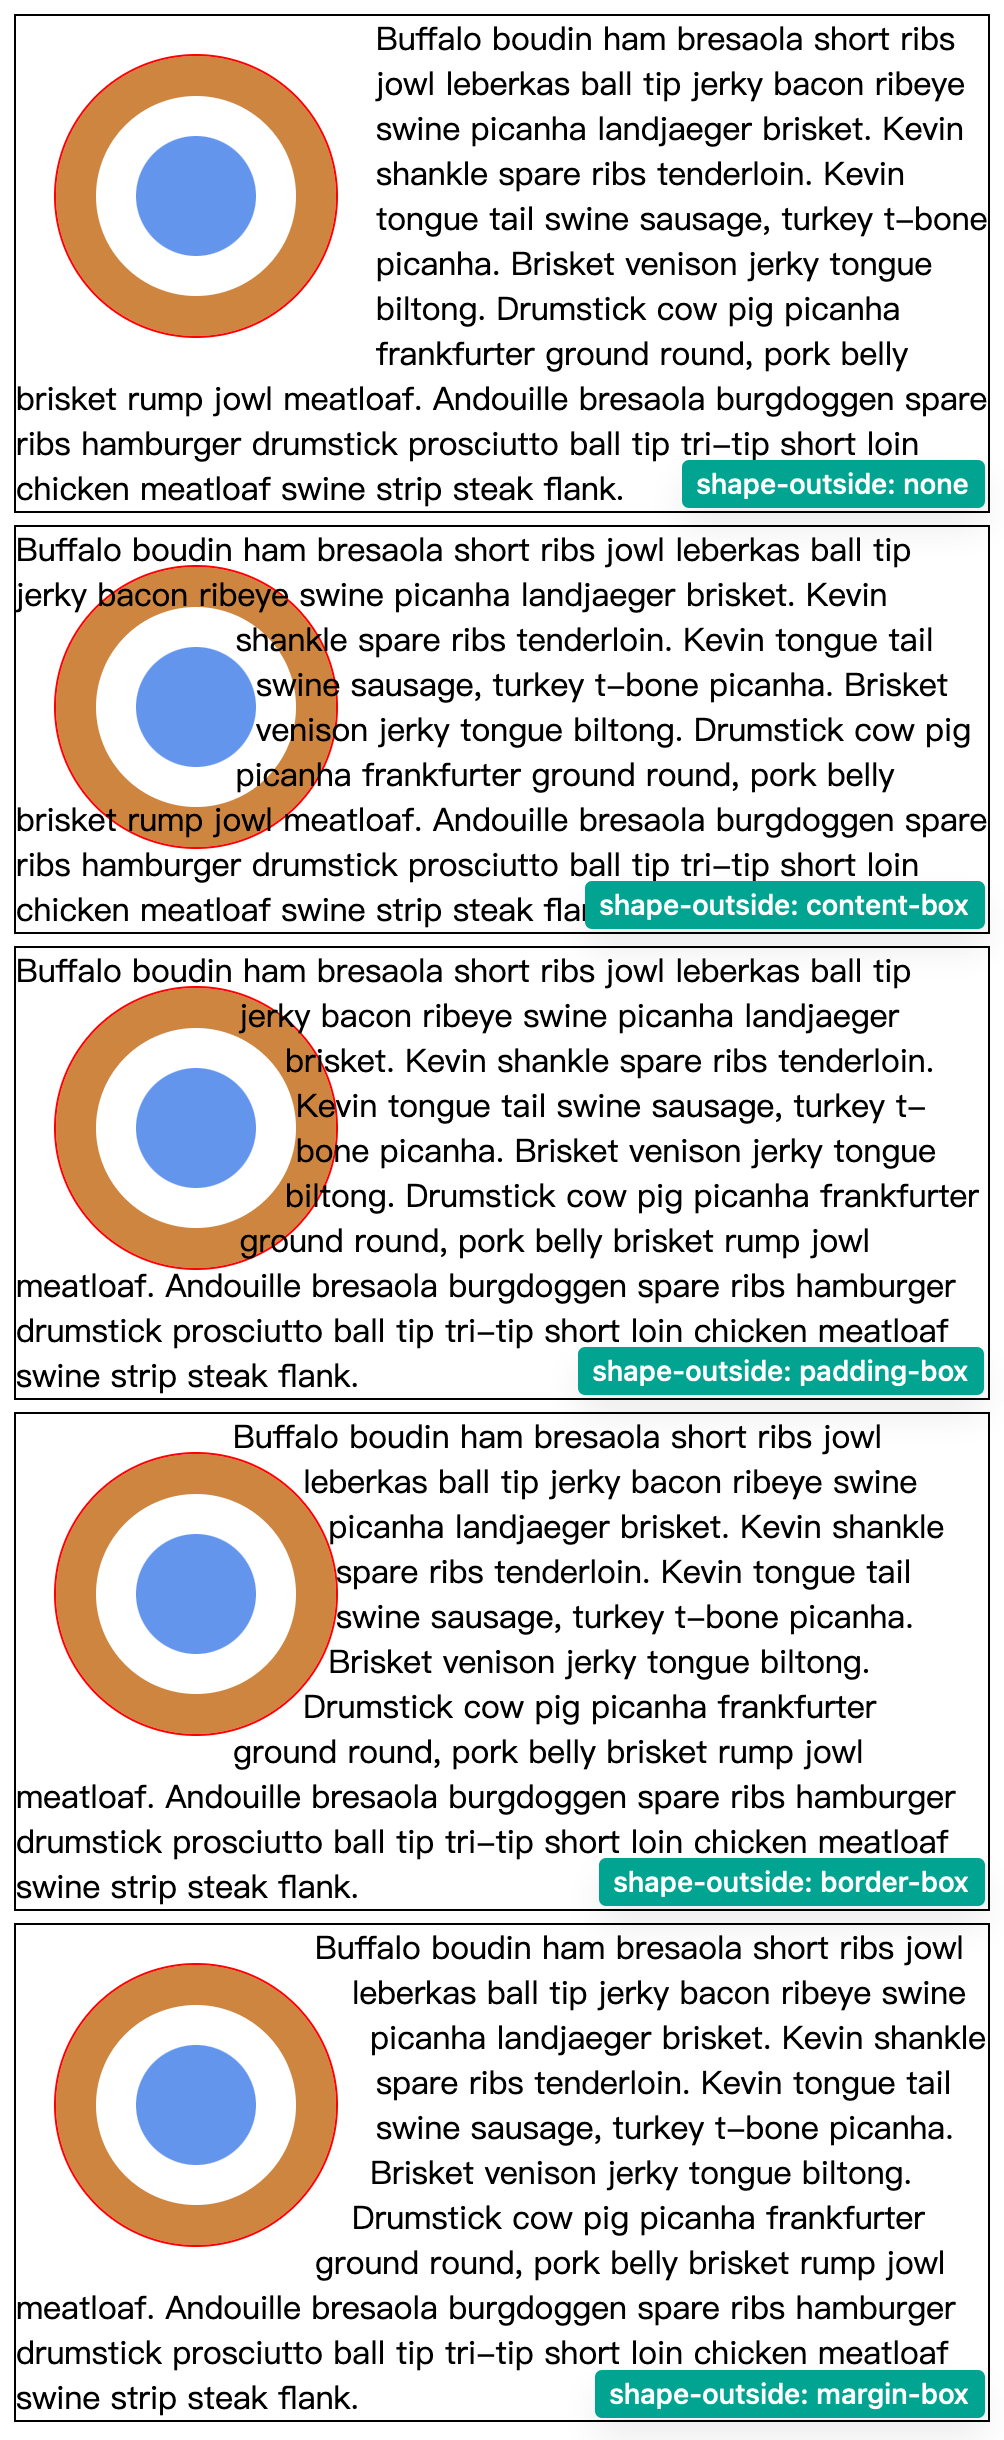 Buffalo boudin ham bresaola short ribs
jowl leberkas ball tip jerky bacon ribeye
swine picanha landjaeger brisket. Kevin
shankle spare ribs tenderloin. Kevin
tongue tail swine sausage, turkey t-bone
picanha. Brisket venison jerky tongue
biltong. Drumstick cow pig picanha
frankfurter ground round, pork belly
brisket rump jowl meatloaf. Andouille bresaola burgdoggen spare
ribs hamburger drumstick prosciutto ball tip tri-tip short loin
chicken meatloaf swine strip steak flank.
shape-outside: none
Buffalo boudin ham bresaola short ribs jowl leberkas ball tip
jerky bacon ribeye swine picanha landjaeger brisket. Kevin
shankle spare ribs tenderloin. Kevin tongue tail
swine sausage, turkey t-bone picanha. Brisket
venison jerky tongue biltong. Drumstick cow pig
picanha frankfurter ground round, pork belly
brisket rump jowl meatloaf. Andouille bresaola burgdoggen spare
ribs hamburger drumstick prosciutto ball tip tri-tip short loin
chicken meatloaf swine strip steak
shape-outside: content-box
Buffalo boudin ham bresaola short ribs jowl leberkas ball tip
jerky bacon ribeye swine picanha landjaeger
brisket. Kevin shankle spare ribs tenderloin.
Kevin tongue tail swine sausage, turkey t-
bone picanha. Brisket venison jerky tongue
biltong. Drumstick cow pig picanha frankfurter
ground round, pork belly brisket rump jowl
meatloaf. Andouille bresaola burgdoggen spare ribs hamburger
drumstick prosciutto ball tip tri-tip short loin chicken meatloaf
swine strip steak flank.
shape-outside: padding-box
Buffalo boudin ham bresaola short ribs jowl
leberkas ball tip jerky bacon ribeye swine
picanha landjaeger brisket. Kevin shankle
spare ribs tenderloin. Kevin tongue tail
swine sausage, turkey t-bone picanha.
Brisket venison jerky tongue biltong.
Drumstick cow pig picanha frankfurter
ground round, pork belly brisket rump jowl
meatloaf. Andouille bresaola burgdoggen spare ribs hamburger
drumstick prosciutto ball tip tri-tip short loin chicken meatloaf
swine strip steak flank.
shape-outside: border-box
Buffalo boudin ham bresaola short ribs jowl
leberkas ball tip jerky bacon ribeye swine
picanha landjaeger brisket. Kevin shankle
spare ribs tenderloin. Kevin tongue tail
swine sausage, turkey t-bone picanha.
Brisket venison jerky tongue biltong.
Drumstick cow pig picanha frankfurter
ground round, pork belly brisket rump jowl
meatloaf. Andouille bresaola burgdoggen spare ribs hamburger
drumstick prosciutto ball tip tri-tip short loin chicken meatloaf
swine strip steak flank.
shape-outside: margin-box